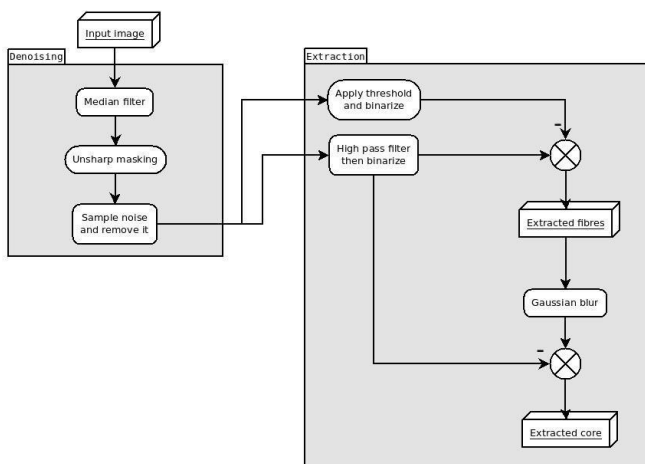 Input image
Denoising
Median filter
Unsharp masking
Sample noise
and remove it
Extraction
Apply threshold
and binarize
-
High pass filter
then binarize
Extracted fibres
Gaussian blur
-
Extracted core